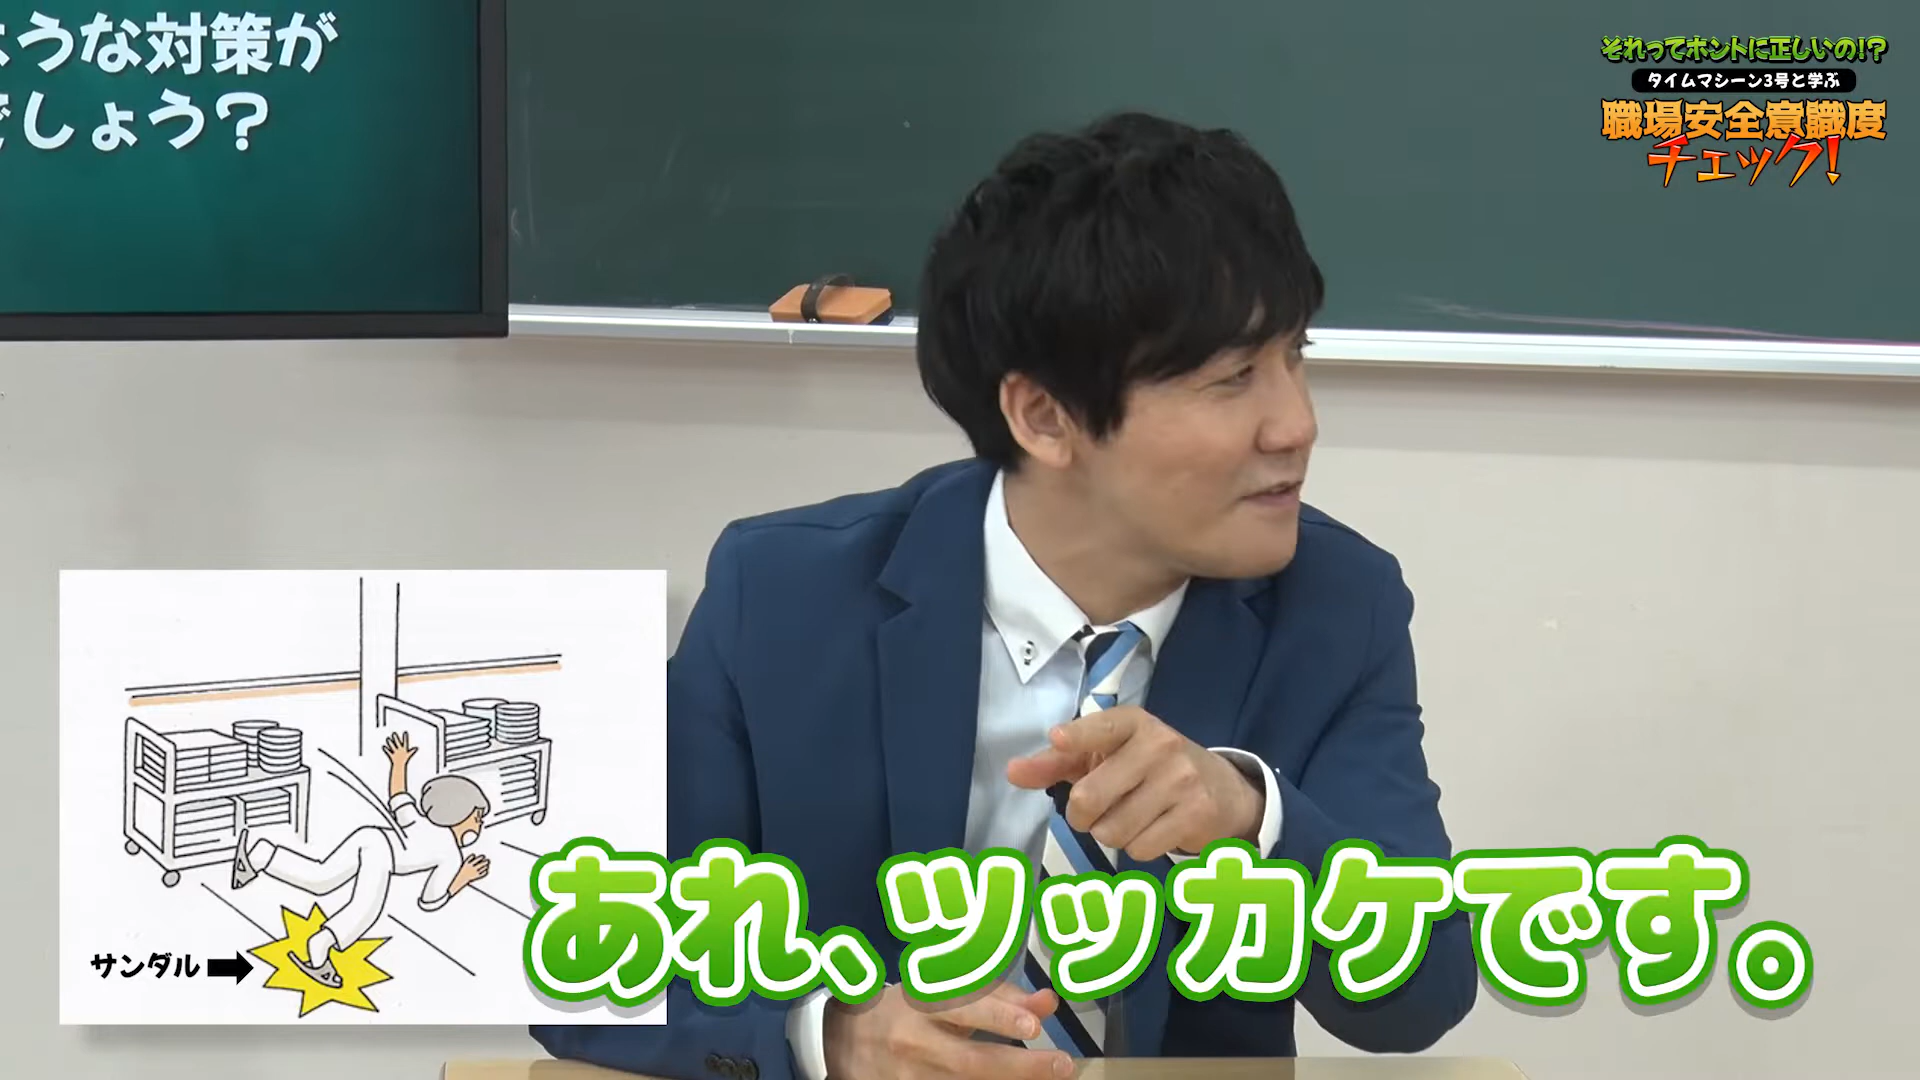 うな対策が
でしょう？
それってホントに正しいの!？
タイムマシーン3号と学ぶ
職場安全意識度
チェック!
サンダル
あれ、ツッカケです。